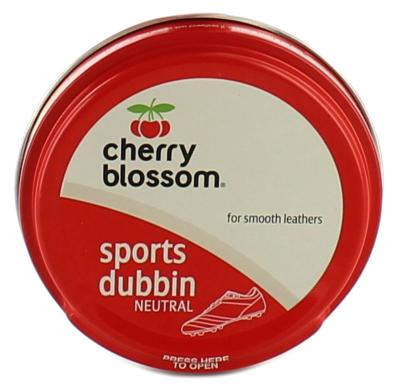 cherry
blossom®
for smooth leathers
sports
dubbin
NEUTRAL
PRESS HERE
TO OPEN